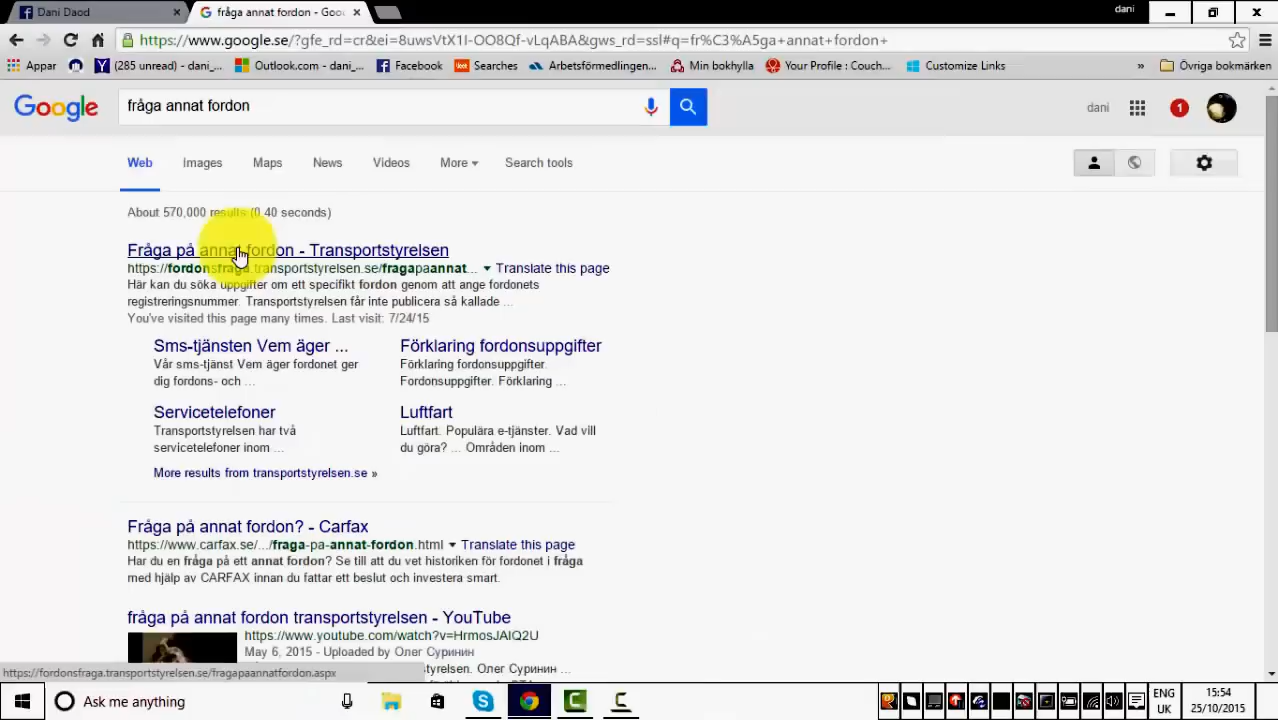 Dani Daod
fråga annat fordon - Goo
dani
https://www.google.se/?gfe_rd=cr&ei=8uwsVtX1I-OO8Qf-vLqABA&gws_rd=ssl#q=fr%C3%A5ga+annat+fordon+
Appar
(285 unread) - dani_...
Outlook.com - dani_...
Facebook
Searches
Arbetsförmedlingen...
Min bokhylla
Your Profile : Couch...
Customize Links
»
Övriga bokmärken
Google
fråga annat fordon
dani
1
Web Images Maps News Videos More Search tools
About 570,000 results (0.40 seconds)
Fråga på annat fordon - Transportstyrelsen
https://fordonsfraga.transportstyrelsen.se/fragapaannat... Translate this page
Här kan du söka uppgifter om ett specifikt fordon genom att ange fordonets
registreringsnummer. Transportstyrelsen får inte publicera så kallade ...
You've visited this page many times. Last visit: 7/24/15
Sms-tjänsten Vem äger ...
Vår sms-tjänst Vem äger fordonet ger
dig fordons- och ...
Förklaring fordonsuppgifter
Förklaring fordonsuppgifter.
Fordonsuppgifter. Förklaring ...
Servicetelefoner
Transportstyrelsen har två
servicetelefoner inom ...
Luftfart
Luftfart. Populära e-tjänster. Vad vill
du göra? ... Områden inom ...
More results from transportstyrelsen.se »
Fråga på annat fordon? - Carfax
https://www.carfax.se/.../fraga-pa-annat-fordon.html Translate this page
Har du en fråga på ett annat fordon? Se till att du vet historiken för fordonet i fråga
med hjälp av CARFAX innan du fattar ett beslut och investera smart.
fråga på annat fordon transportstyrelsen - YouTube
https://www.youtube.com/watch?v=HrmosJAIQ2U
May 6, 2015 - Uploaded by Олег Суринин
styrelsen. Олег Суринин ...
https://fordonsfraga.transportstyrelsen.se/fragapaannatfordon.aspx
Ask me anything
ENG
UK
15:54
25/10/2015